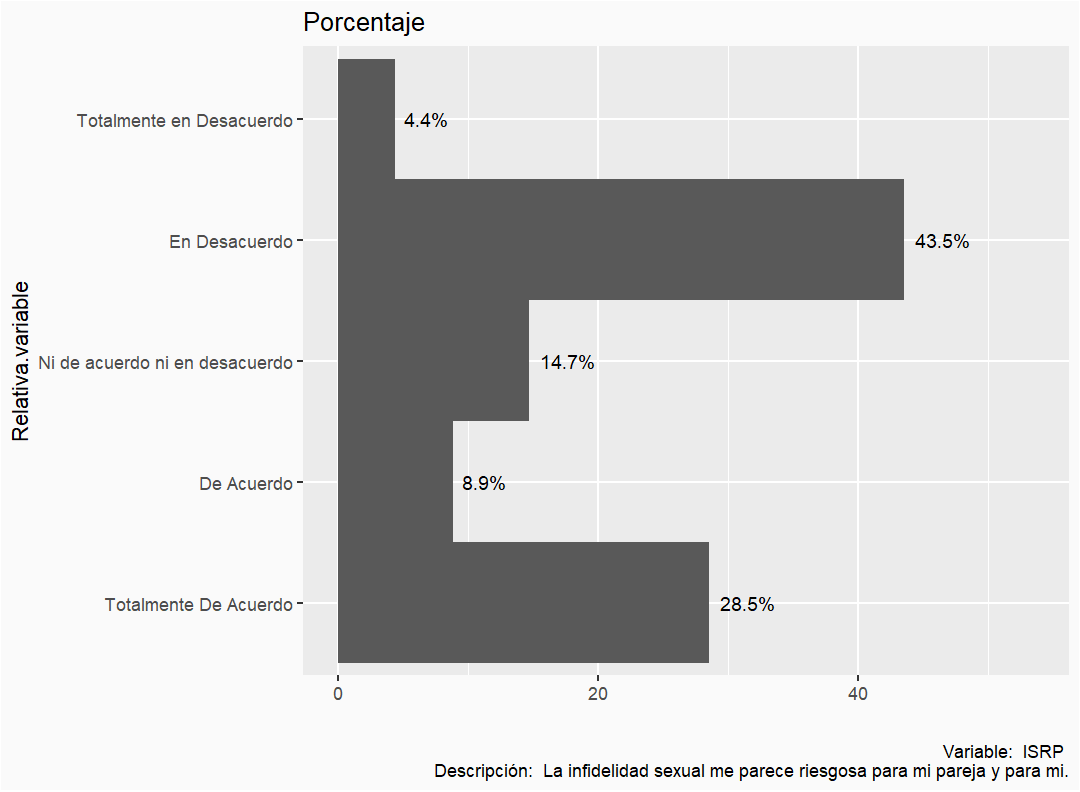 Porcentaje
Totalmente en Desacuerdo
4.4%
En Desacuerdo
43.5%
Ni de acuerdo ni en desacuerdo
14.7%
De Acuerdo
8.9%
Totalmente De Acuerdo
28.5%
Relativa.variable
0 20 40
Variable: ISRP
Descripción: La infidelidad sexual me parece riesgosa para mi pareja y para mi.